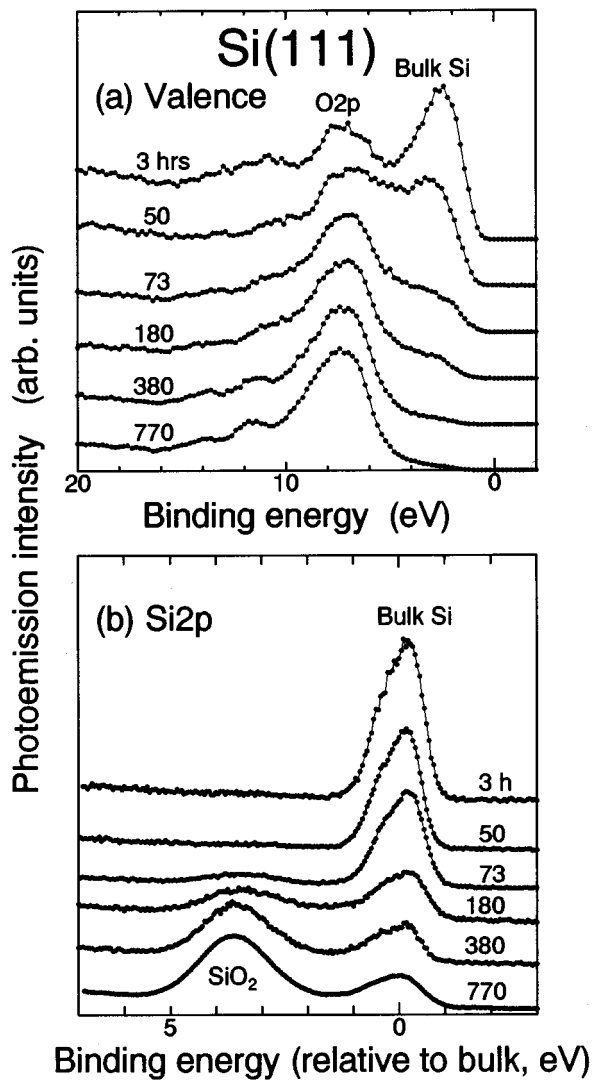 Si(111)
(a) Valence
Bulk Si
O2p
3 hrs
50
73
180
380
770
20
10
0
Binding energy (eV)
Photoemission intensity (arb. units)
(b) Si2p
Bulk Si
3 h
50
73
180
380
SiO₂
770
5
0
Binding energy (relative to bulk, eV)